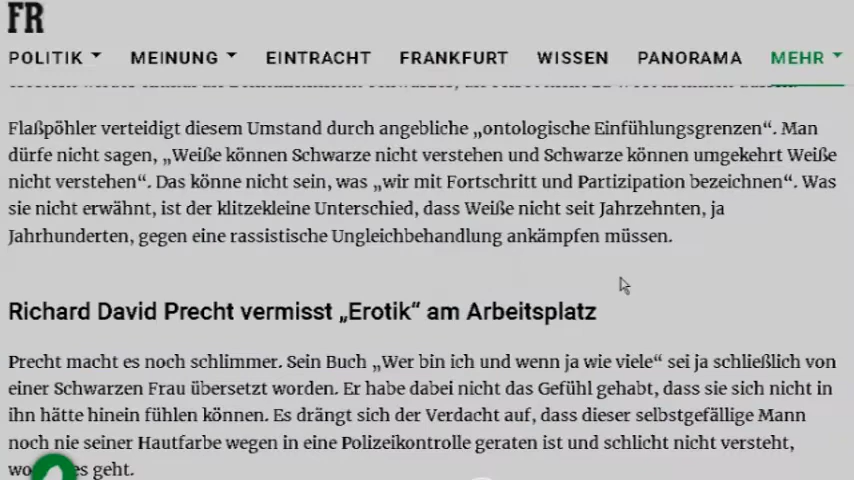 FR
POLITIK MEINUNG EINTRACHT FRANKFURT WISSEN PANORAMA MEHR
Flaßpöhler verteidigt diesem Umstand durch angebliche „ontologische Einfühlungsgrenzen“. Man
dürfe nicht sagen, „Weiße können Schwarze nicht verstehen und Schwarze können umgekehrt Weiße
nicht verstehen“. Das könne nicht sein, was „wir mit Fortschritt und Partizipation bezeichnen“. Was
sie nicht erwähnt, ist der klitzekleine Unterschied, dass Weiße nicht seit Jahrzehnten, ja
Jahrhunderten, gegen eine rassistische Ungleichbehandlung ankämpfen müssen.
Richard David Precht vermisst „Erotik“ am Arbeitsplatz
Precht macht es noch schlimmer. Sein Buch „Wer bin ich und wenn ja wie viele“ sei ja schließlich von
einer Schwarzen Frau übersetzt worden. Er habe dabei nicht das Gefühl gehabt, dass sie sich nicht in
ihn hätte hinein fühlen können. Es drängt sich der Verdacht auf, dass dieser selbstgefällige Mann
noch nie seiner Hautfarbe wegen in eine Polizeikontrolle geraten ist und schlicht nicht versteht,
geht.